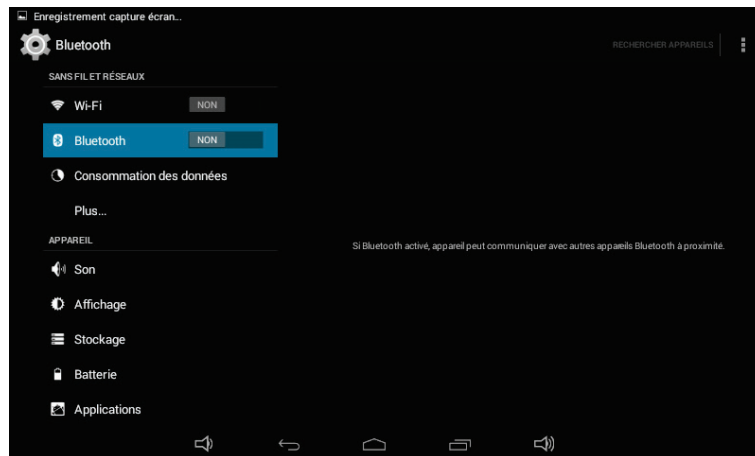 Enregistrement capture écran...
Bluetooth
RECHERCHER APPAREILS
SANS FIL ET RÉSEAUX
Wi-Fi NON
Bluetooth NON
Consommation des données
Plus...
APPAREIL
Si Bluetooth activé, appareil peut communiquer avec autres appareils Bluetooth à proximité.
Son
Affichage
Stockage
Batterie
Applications